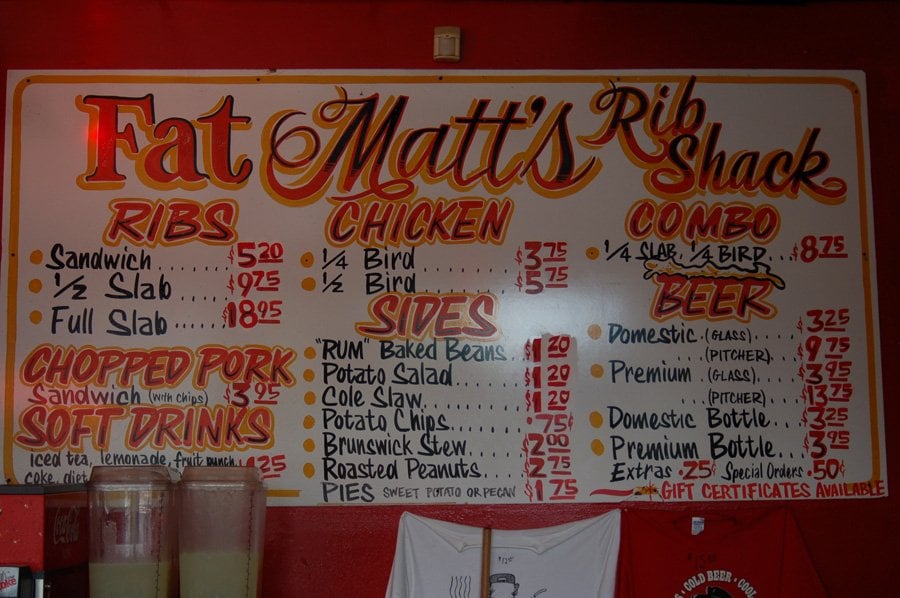 Fat Matt's Rib Shack
RIBS
Sandwich ...... $5.20
1/2 Slab ...... $9.75
Full Slab ...... $18.95
CHOPPED PORK
Sandwich (with chips) $3.95
SOFT DRINKS
iced tea, lemonade, fruit punch,
coke, diet
CHICKEN
1/4 Bird ...... $3.75
1/2 Bird ...... $5.75
SIDES
"RUM" Baked Beans .. $1.20
Potato Salad ...... $1.20
Cole Slaw ...... $1.20
Potato Chips ...... .75¢
Brunswick Stew ...... $2.00
Roasted Peanuts ...... $2.75
PIES SWEET POTATO OR PECAN $1.75
COMBO
1/4 SLAB, 1/4 BIRD ... $8.75
BEER
Domestic .(GLASS) .... $3.25
.... (PITCHER) .... $9.75
Premium (GLASS) .... $3.95
.... (PITCHER) .... $13.75
Domestic Bottle ... $3.25
Premium Bottle ... $3.95
Extras .25¢ Special Orders .50¢
GIFT CERTIFICATES AVAILABLE
Coca-Cola
COLD BEER